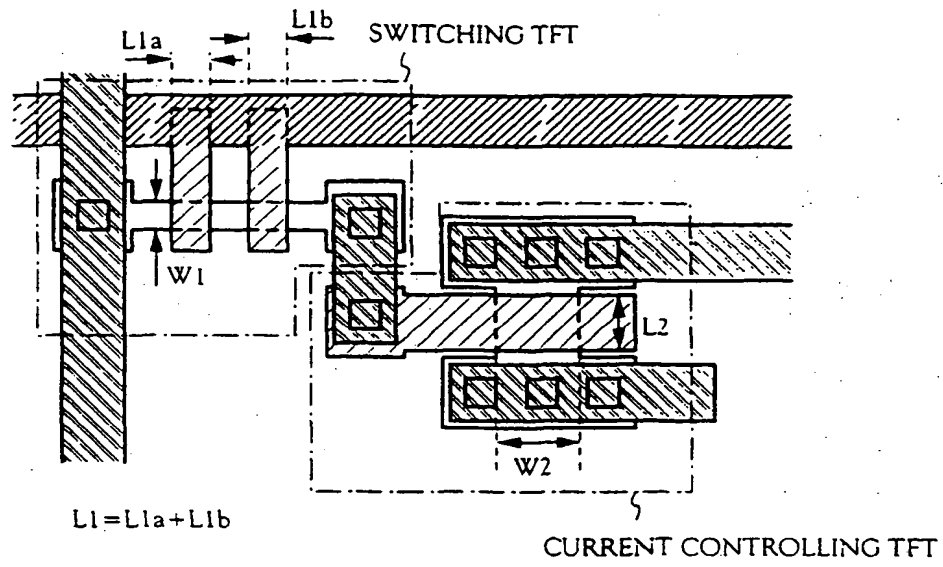 L1b
L1a
SWITCHING TFT
W1
L2
W2
L1=L1a+L1b
CURRENT CONTROLLING TFT